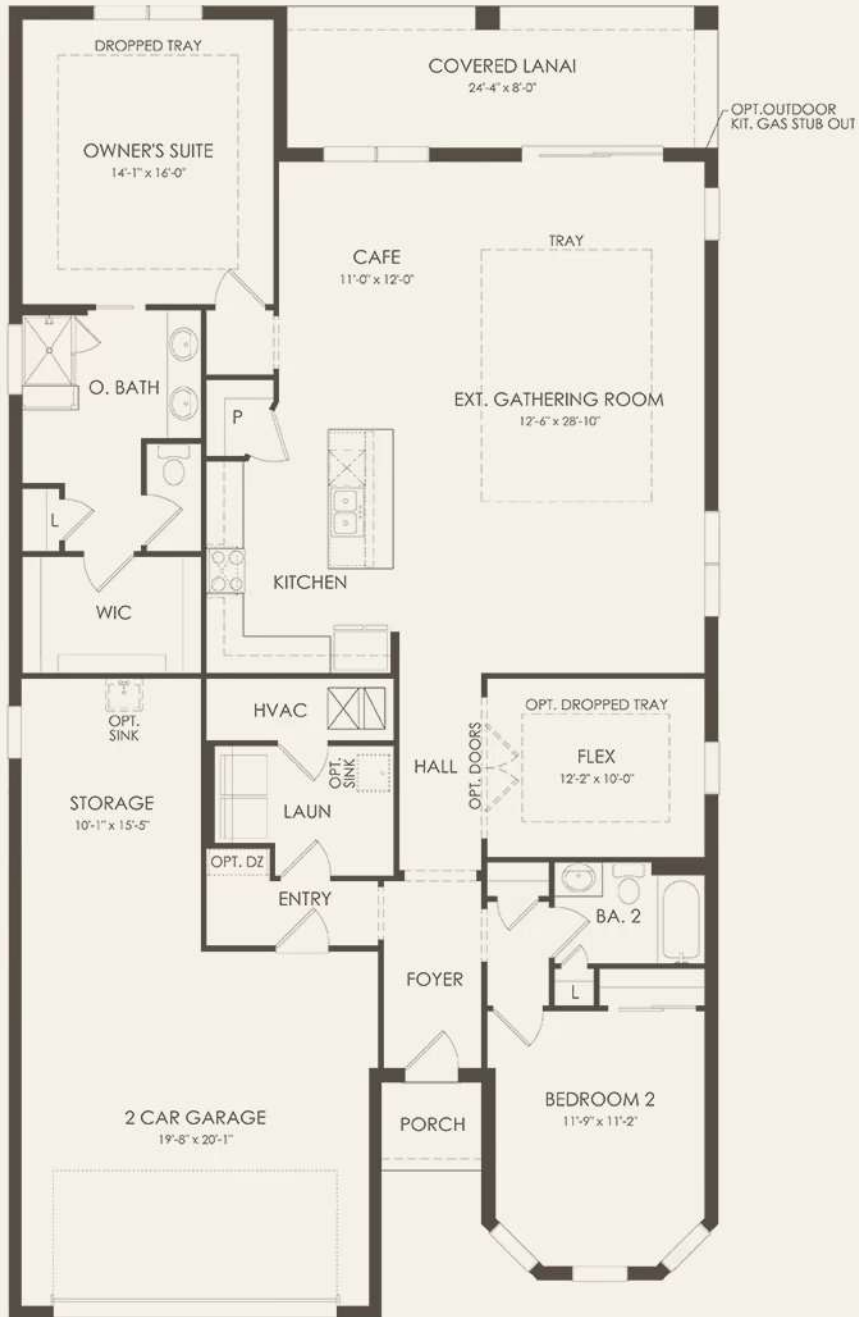 DROPPED TRAY
OWNER'S SUITE
14'-1" x 16'-0"
COVERED LANAI
24'-4" x 8'-0"
OPT.OUTDOOR
KIT. GAS STUB OUT
CAFE
11'-0" x 12'-0"
TRAY
EXT. GATHERING ROOM
12'-6" x 28'-10"
O. BATH
P
L
KITCHEN
WIC
OPT.
SINK
HVAC
OPT. DROPPED TRAY
FLEX
12'-2" x 10'-0"
OPT. DOORS
HALL
OPT.
SINK
LAUN
STORAGE
10'-1" x 15'-5"
OPT. DZ
ENTRY
BA. 2
FOYER
L
2 CAR GARAGE
19'-8" x 20'-1"
PORCH
BEDROOM 2
11'-9" x 11'-2"